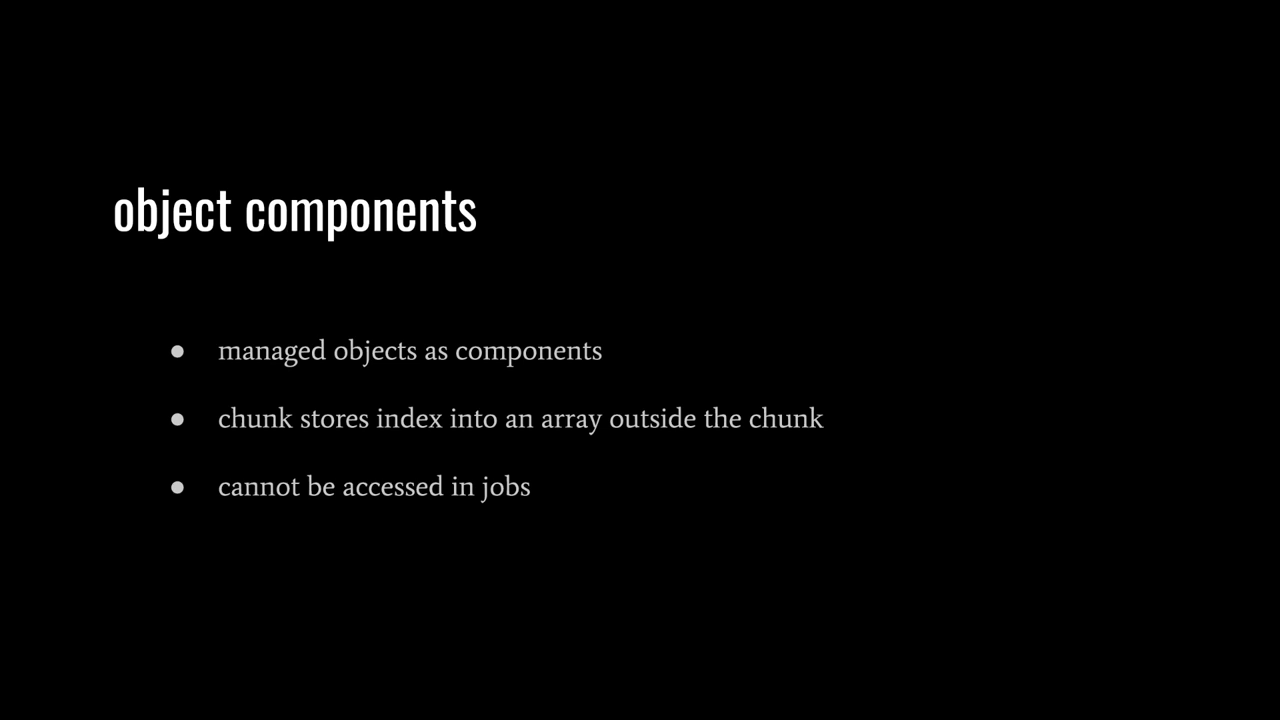 object components
● managed objects as components
● chunk stores index into an array outside the chunk
● cannot be accessed in jobs